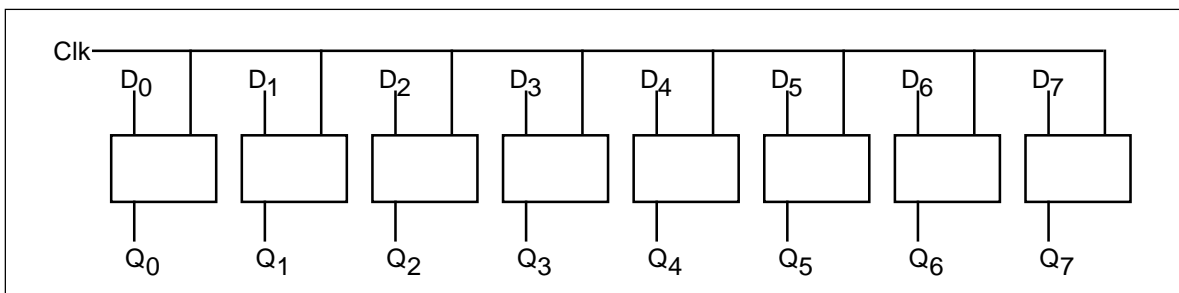 Clk
D0 D1 D2 D3 D4 D5 D6 D7
Q0 Q1 Q2 Q3 Q4 Q5 Q6 Q7